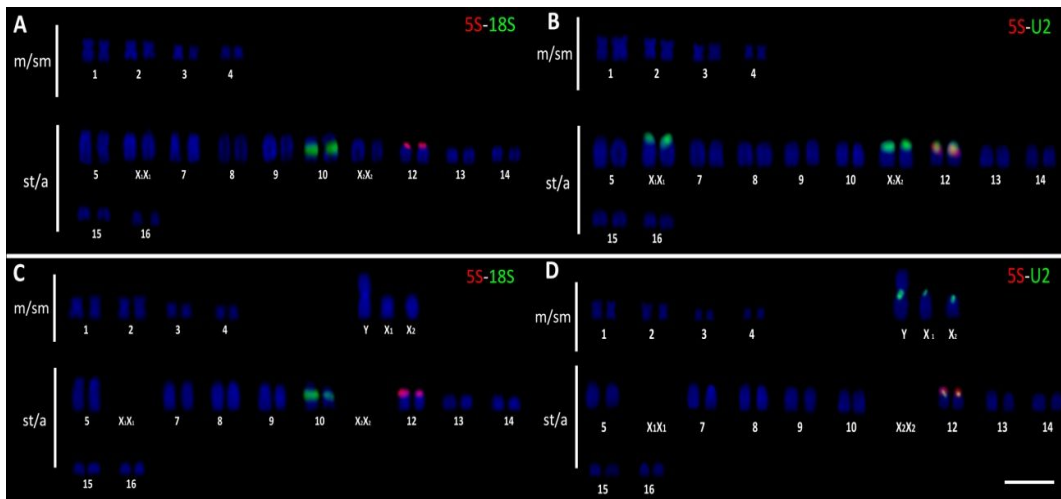 A 5S-18S
m/sm
1 2 3 4
st/a
5 X₁X₁ 7 8 9 10 X₂X₂ 12 13 14
15 16
B 5S-U2
m/sm
1 2 3 4
st/a
5 X₁X₁ 7 8 9 10 X₂X₂ 12 13 14
15 16
C 5S-18S
m/sm
1 2 3 4 Y X₁ X₂
st/a
5 X₁X₁ 7 8 9 10 X₂X₂ 12 13 14
15 16
D 5S-U2
m/sm
1 2 3 4 Y X₁ X₂
st/a
5 X1X1 7 8 9 10 X2X2 12 13 14
15 16